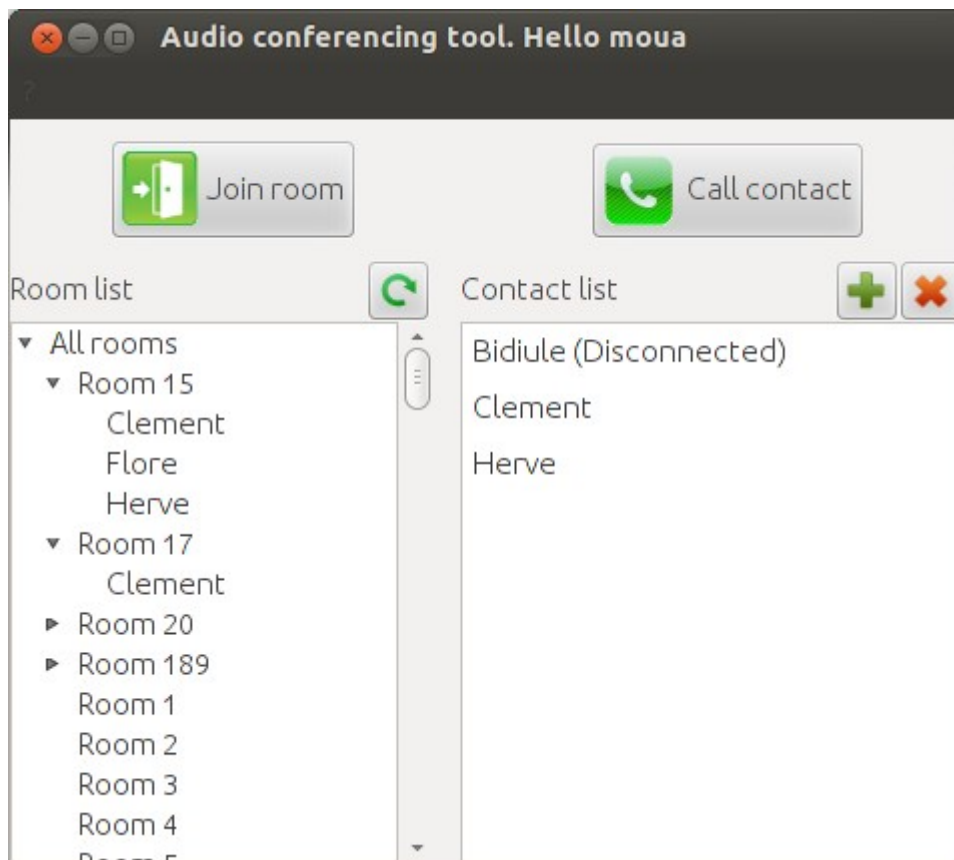 Audio conferencing tool. Hello moua
?
Join room
Call contact
Room list
Contact list
All rooms
Room 15
Clement
Flore
Herve
Room 17
Clement
Room 20
Room 189
Room 1
Room 2
Room 3
Room 4
Room 5
Bidiule (Disconnected)
Clement
Herve